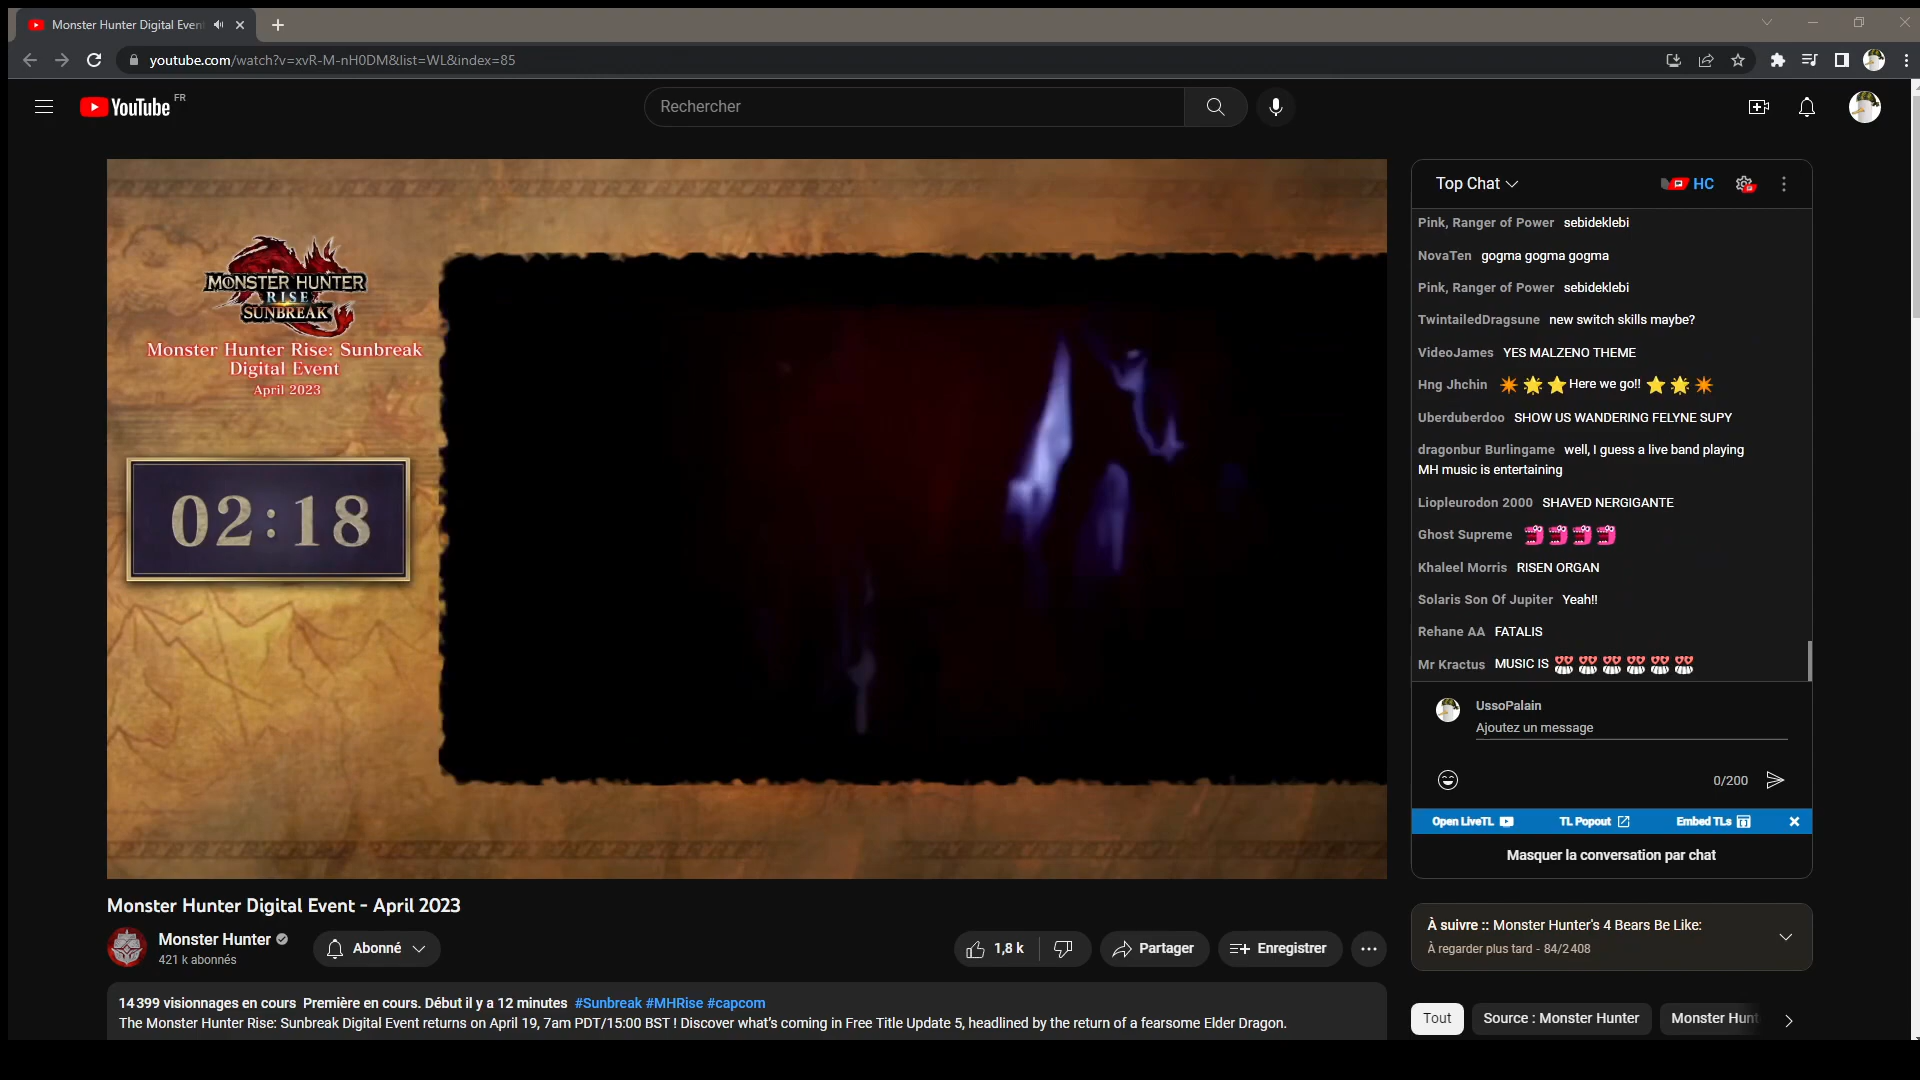 Monster Hunter Digital Even
youtube.com/watch?v=xvR-M-nH0DM&list=WL&index=85
YouTube FR
Rechercher
MONSTER HUNTER
RISE
SUNBREAK
Monster Hunter Rise: Sunbreak
Digital Event
April 2023
02:18
Top Chat
HC
Pink, Ranger of Power sebideklebi
NovaTen gogma gogma gogma
Pink, Ranger of Power sebideklebi
TwintailedDragsune new switch skills maybe?
VideoJames YES MALZENO THEME
Hng Jhchin Here we go!!
Uberduberdoo SHOW US WANDERING FELYNE SUPY
dragonbur Burlingame well, I guess a live band playing
MH music is entertaining
Liopleurodon 2000 SHAVED NERGIGANTE
Ghost Supreme
Khaleel Morris RISEN ORGAN
Solaris Son Of Jupiter Yeah!!
Rehane AA FATALIS
Mr Kractus MUSIC IS
UssoPalain
Ajoutez un message
0/200
Open LiveTL TL Popout Embed TLs
Masquer la conversation par chat
Monster Hunter Digital Event - April 2023
Monster Hunter
421 k abonnés
Abonné
1,8 k
Partager
Enregistrer
14 399 visionnages en cours Première en cours. Début il y a 12 minutes #Sunbreak #MHRise #capcom
The Monster Hunter Rise: Sunbreak Digital Event returns on April 19, 7am PDT/15:00 BST ! Discover what's coming in Free Title Update 5, headlined by the return of a fearsome Elder Dragon.
À suivre :: Monster Hunter's 4 Bears Be Like:
À regarder plus tard - 84/2 408
Tout
Source : Monster Hunter
Monster Hunt